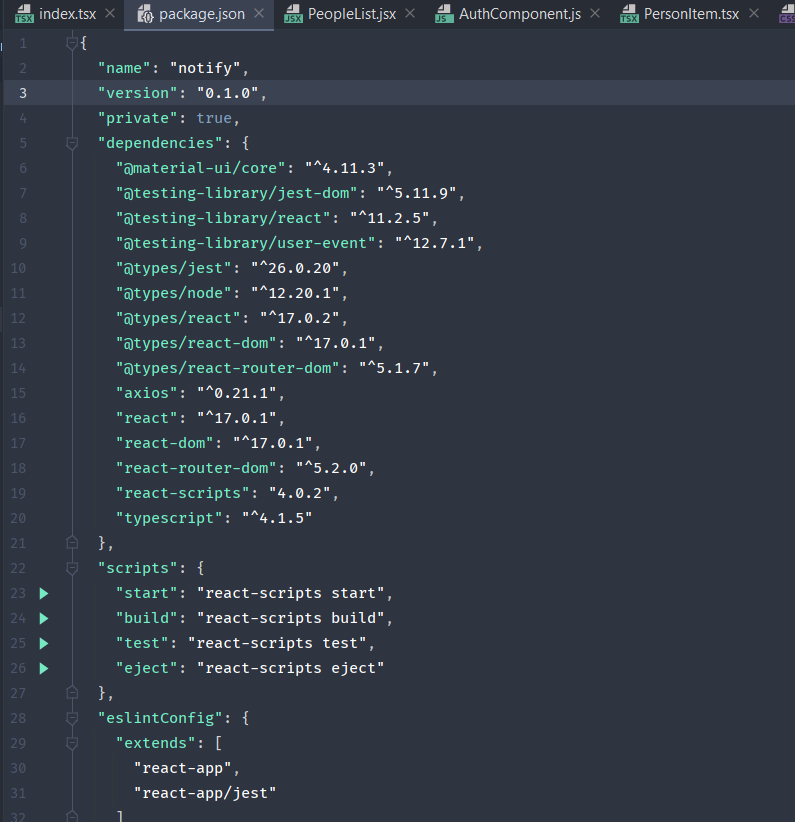 index.tsx package.json PeopleList.jsx AuthComponent.js PersonItem.tsx
1 {
2 "name": "notify",
3 "version": "0.1.0",
4 "private": true,
5 "dependencies": {
6 "@material-ui/core": "^4.11.3",
7 "@testing-library/jest-dom": "^5.11.9",
8 "@testing-library/react": "^11.2.5",
9 "@testing-library/user-event": "^12.7.1",
10 "@types/jest": "^26.0.20",
11 "@types/node": "^12.20.1",
12 "@types/react": "^17.0.2",
13 "@types/react-dom": "^17.0.1",
14 "@types/react-router-dom": "^5.1.7",
15 "axios": "^0.21.1",
16 "react": "^17.0.1",
17 "react-dom": "^17.0.1",
18 "react-router-dom": "^5.2.0",
19 "react-scripts": "4.0.2",
20 "typescript": "^4.1.5"
21 },
22 "scripts": {
23 "start": "react-scripts start",
24 "build": "react-scripts build",
25 "test": "react-scripts test",
26 "eject": "react-scripts eject"
27 },
28 "eslintConfig": {
29 "extends": [
30 "react-app",
31 "react-app/jest"
32 ]